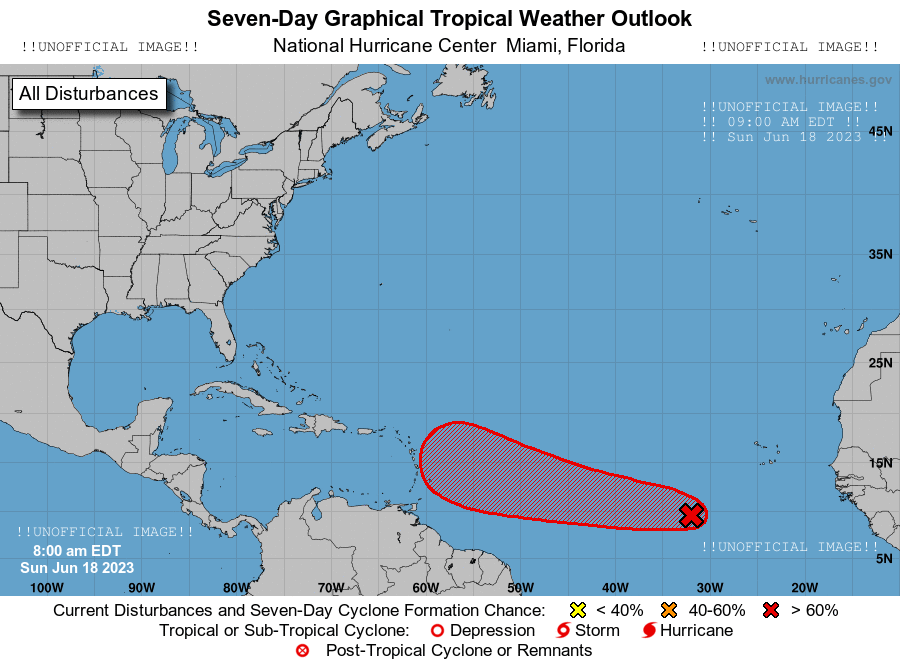 Seven-Day Graphical Tropical Weather Outlook
!!UNOFFICIAL IMAGE!! National Hurricane Center Miami, Florida !!UNOFFICIAL IMAGE!!
www.hurricanes.gov
All Disturbances
!!UNOFFICIAL IMAGE!!
!! 09:00 AM EDT !!
!! Sun Jun 18 2023 !!
45N
35N
25N
15N
!!UNOFFICIAL IMAGE!!
8:00 am EDT
!!UNOFFICIAL IMAGE!!
5N
Sun Jun 18 2023
100W 90W 80W 70W 60W 50W 40W 30W 20W
Current Disturbances and Seven-Day Cyclone Formation Chance: < 40% 40-60% > 60%
Tropical or Sub-Tropical Cyclone: Depression Storm Hurricane
Post-Tropical Cyclone or Remnants